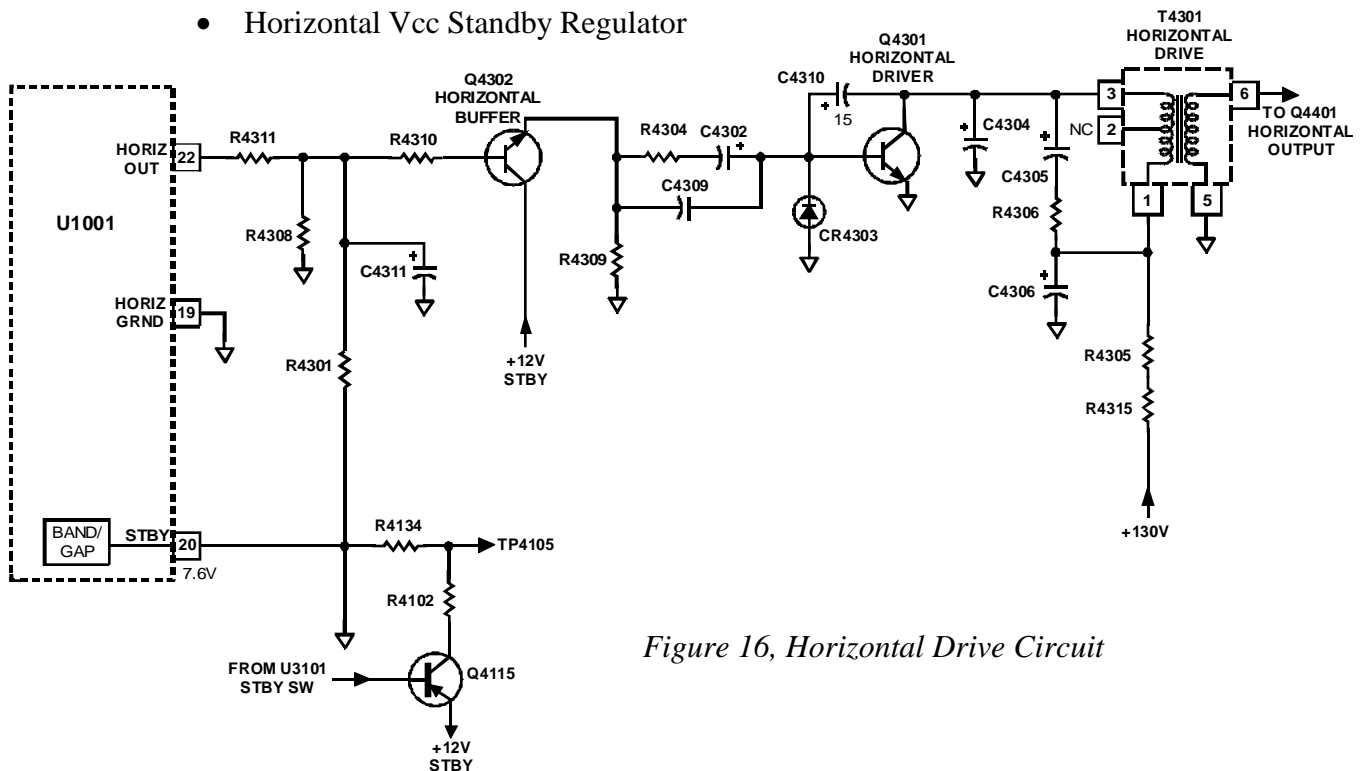 • Horizontal Vcc Standby Regulator
T4301
HORIZONTAL
DRIVE
Q4301
HORIZONTAL
DRIVER
Q4302
HORIZONTAL
BUFFER
C4310
+
15
3
6
TO Q4401
HORIZONTAL
OUTPUT
NC
2
1
5
HORIZ
OUT
22
R4311
R4310
R4304
C4302
+
C4304
+
C4305
+
C4309
R4306
U1001
R4308
C4311
+
R4309
CR4303
C4306
+
HORIZ
GRND
19
R4301
+12V
STBY
R4305
R4315
+130V
BAND/
GAP
STBY
20
7.6V
R4134
TP4105
R4102
FROM U3101
STBY SW
Q4115
+12V
STBY
Figure 16, Horizontal Drive Circuit